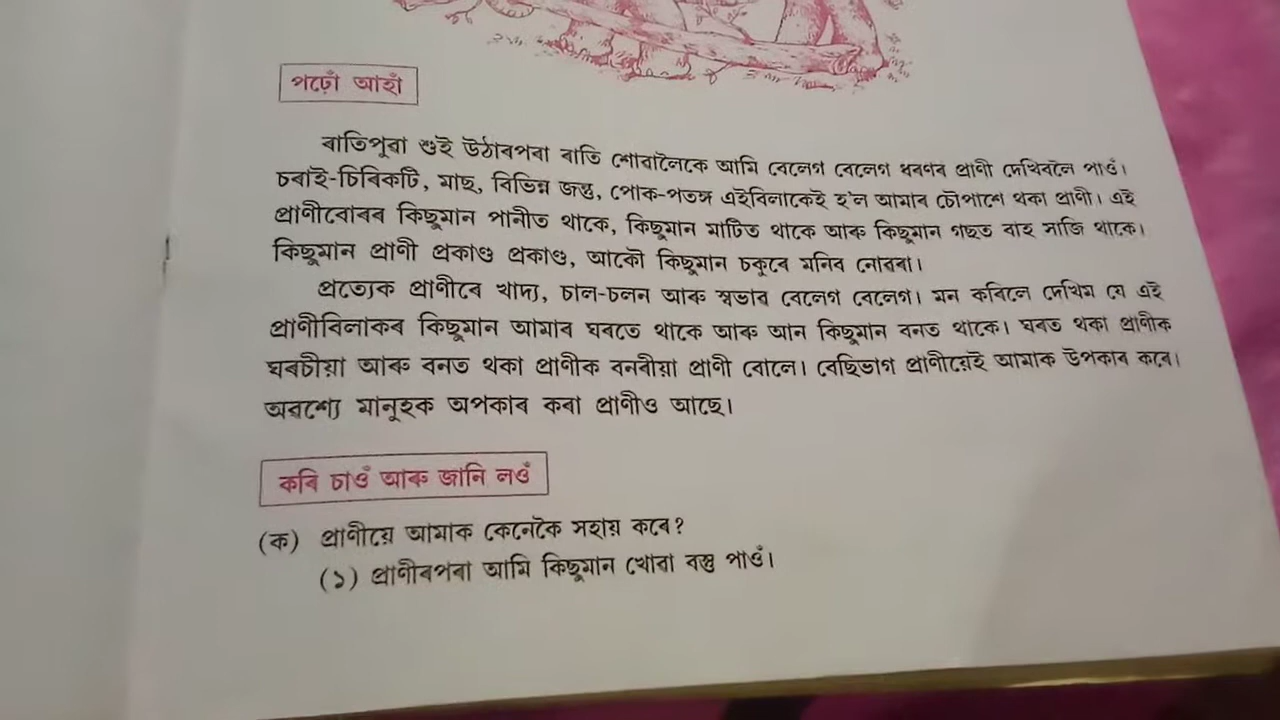 পঢ়োঁ আহাঁ
ৰাতিপুৱা শুই উঠাৰপৰা ৰাতি শোৱালৈকে আমি বেলেগ বেলেগ ধৰণৰ প্ৰাণী দেখিবলৈ পাওঁ।
চৰাই-চিৰিকটি, মাছ, বিভিন্ন জন্তু, পোক-পতঙ্গ এইবিলাকেই হ'ল আমাৰ চৌপাশে থকা প্ৰাণী। এই
প্ৰাণীবোৰৰ কিছুমান পানীত থাকে, কিছুমান মাটিত থাকে আৰু কিছুমান গছত বাহ সাজি থাকে।
কিছুমান প্ৰাণী প্ৰকাণ্ড প্ৰকাণ্ড, আকৌ কিছুমান চকুৰে মনিব নোৱৰা।
প্ৰত্যেক প্ৰাণীৰে খাদ্য, চাল-চলন আৰু স্বভাৱ বেলেগ বেলেগ। মন কৰিলে দেখিম যে এই
প্ৰাণীবিলাকৰ কিছুমান আমাৰ ঘৰতে থাকে আৰু আন কিছুমান বনত থাকে। ঘৰত থকা প্ৰাণীক
ঘৰচীয়া আৰু বনত থকা প্ৰাণীক বনৰীয়া প্ৰাণী বোলে। বেছিভাগ প্ৰাণীয়েই আমাক উপকাৰ কৰে।
অৱশ্যে মানুহক অপকাৰ কৰা প্ৰাণীও আছে।
কৰি চাওঁ আৰু জানি লওঁ
(ক) প্ৰাণীয়ে আমাক কেনেকৈ সহায় কৰে?
(১) প্ৰাণীৰপৰা আমি কিছুমান খোৱা বস্তু পাওঁ।